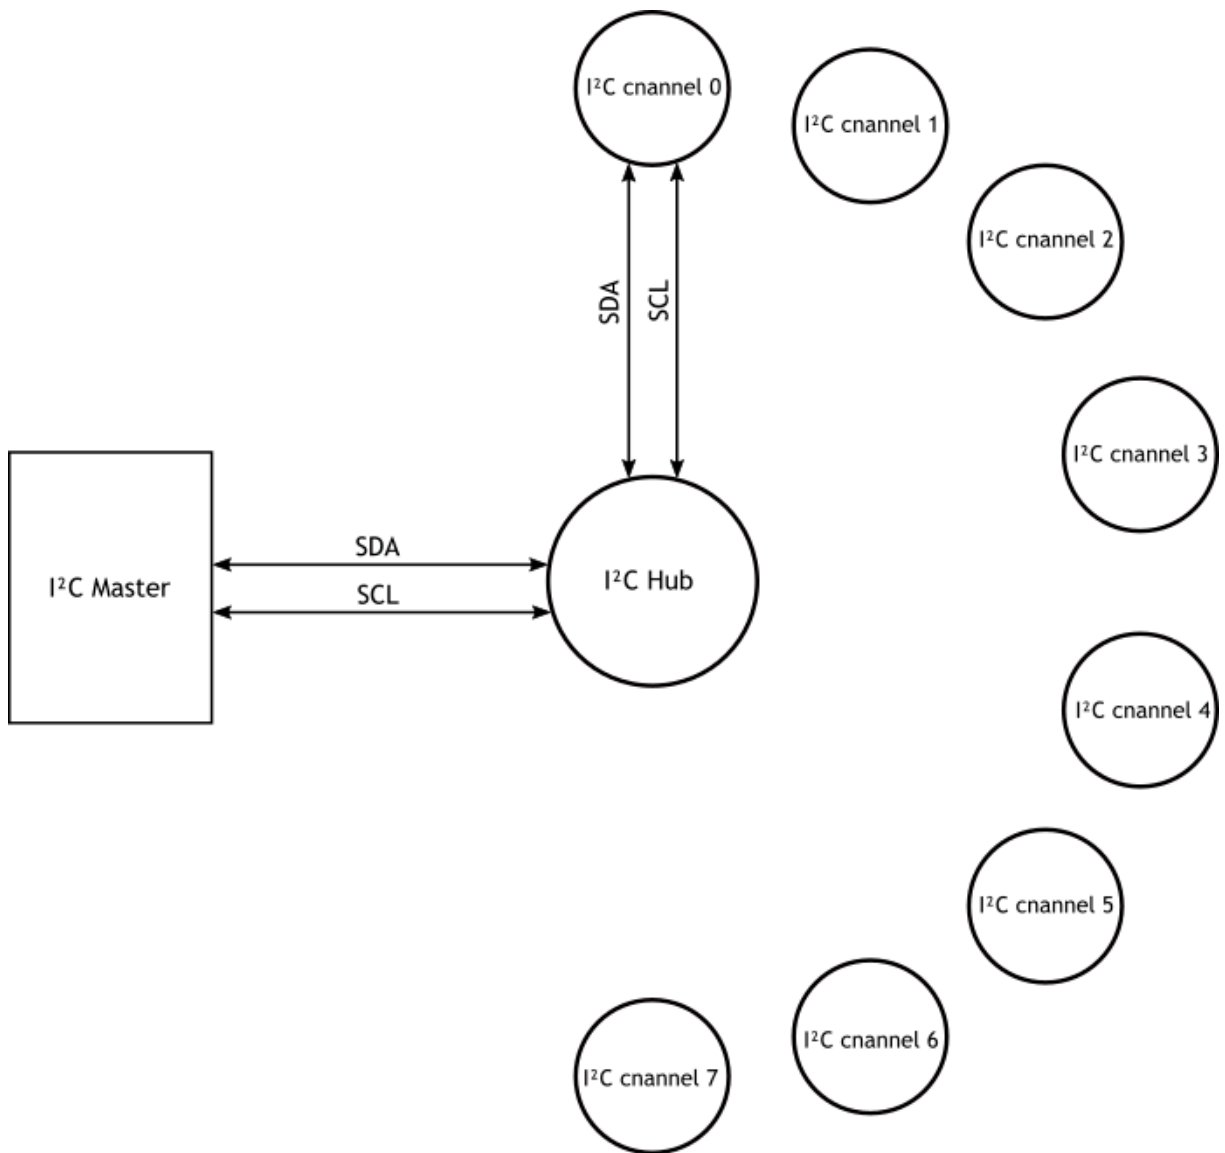 I²C cnannel 0
I²C cnannel 1
I²C cnannel 2
SDA
SCL
I²C cnannel 3
SDA
I²C Master
SCL
I²C Hub
I²C cnannel 4
I²C cnannel 5
I²C cnannel 6
I²C cnannel 7